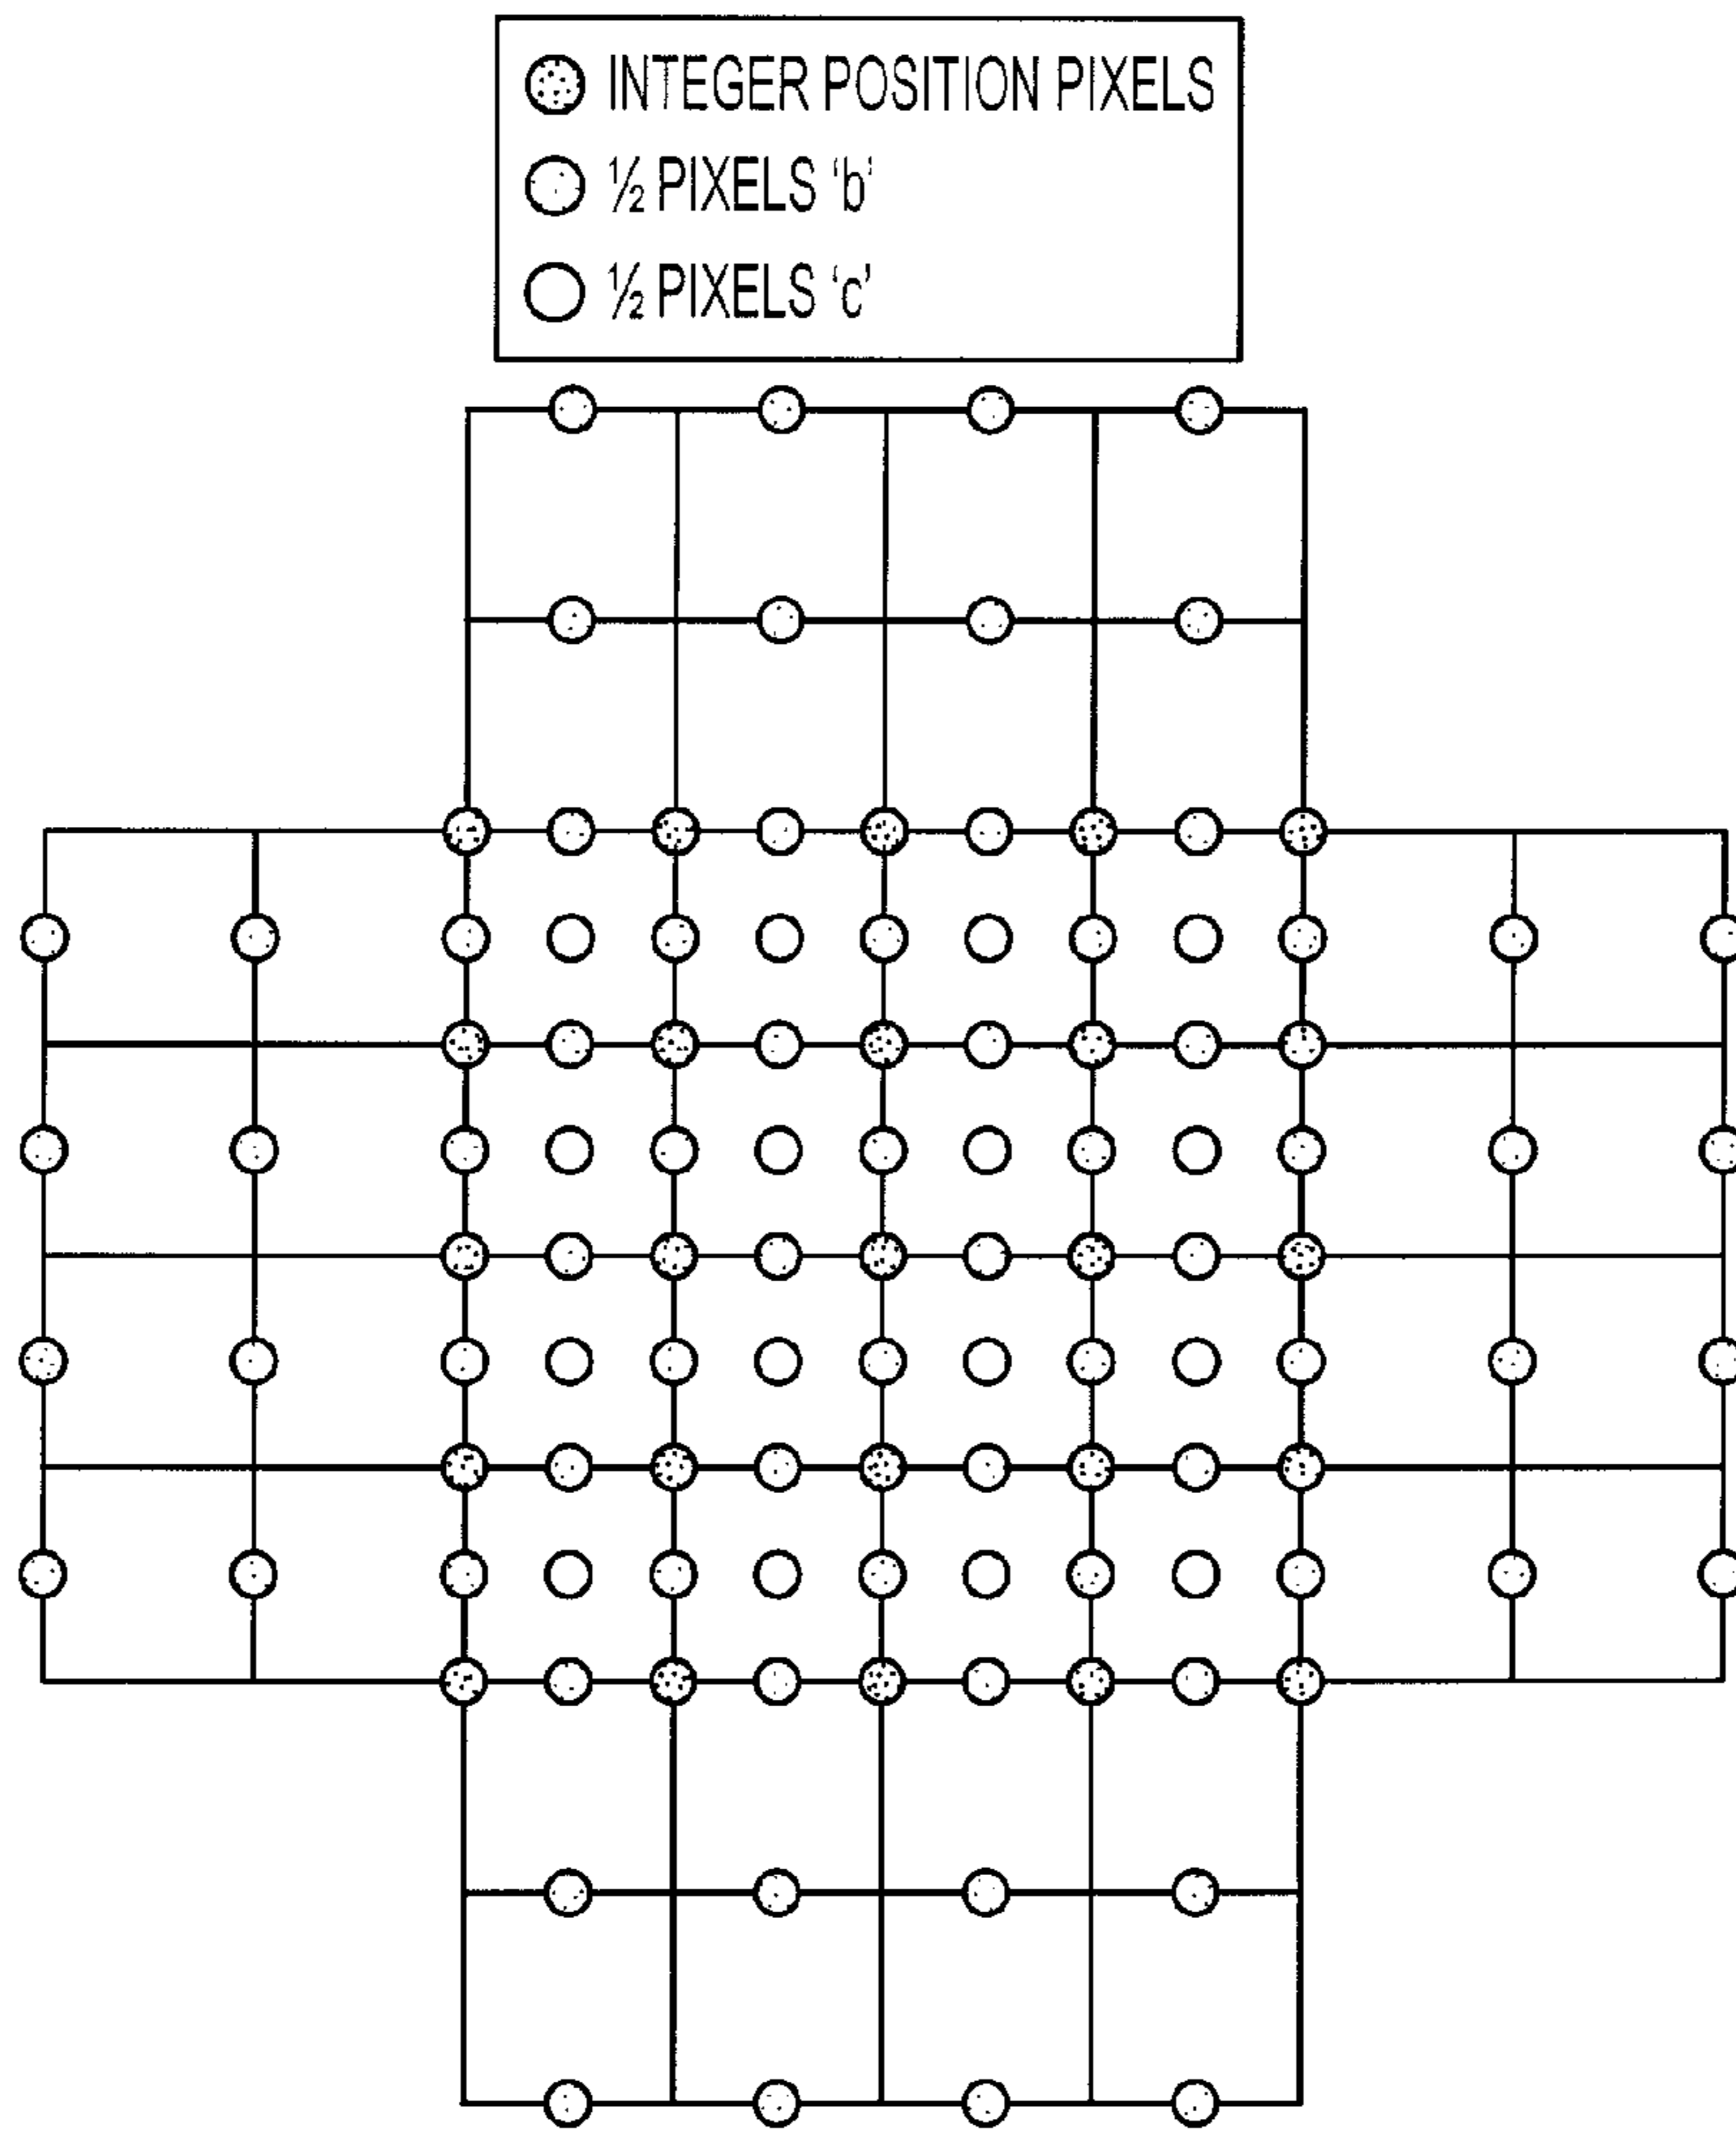 INTEGER POSITION PIXELS
½ PIXELS ‘b’
½ PIXELS ‘c’